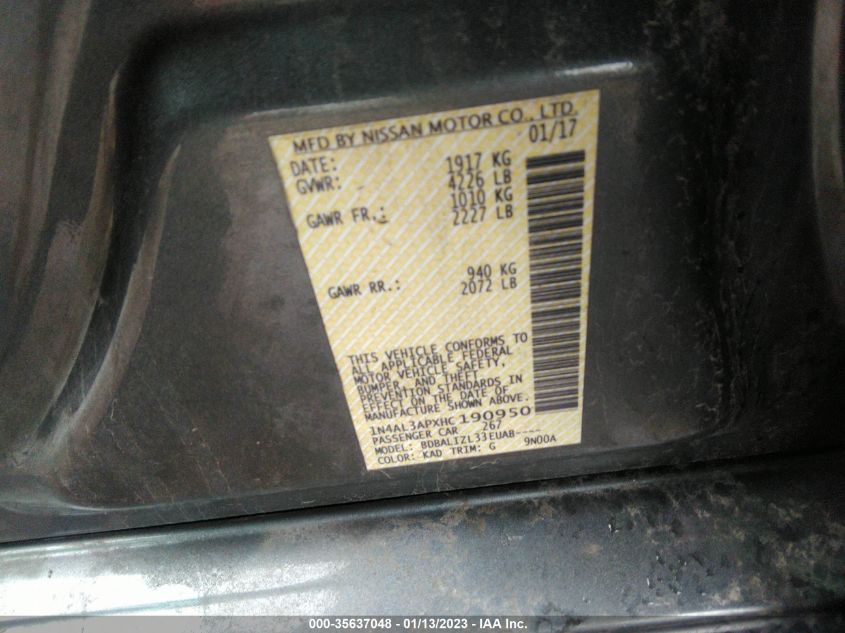 MFD BY NISSAN MOTOR CO., LTD.
DATE: 01/17
GVWR: 1917 KG
4226 LB
GAWR FR.: 1010 KG
2227 LB
GAWR RR.: 940 KG
2072 LB
THIS VEHICLE CONFORMS TO
ALL APPLICABLE FEDERAL
MOTOR VEHICLE SAFETY,
BUMPER, AND THEFT
PREVENTION STANDARDS IN
EFFECT ON THE DATE OF
MANUFACTURE SHOWN ABOVE.
1N4AL3APXHC190950
PASSENGER CAR 267
MODEL: BDBALIZL33EUAB----
COLOR: KAD TRIM: G 9N00A
000-35637048 - 01/13/2023 - IAA Inc.